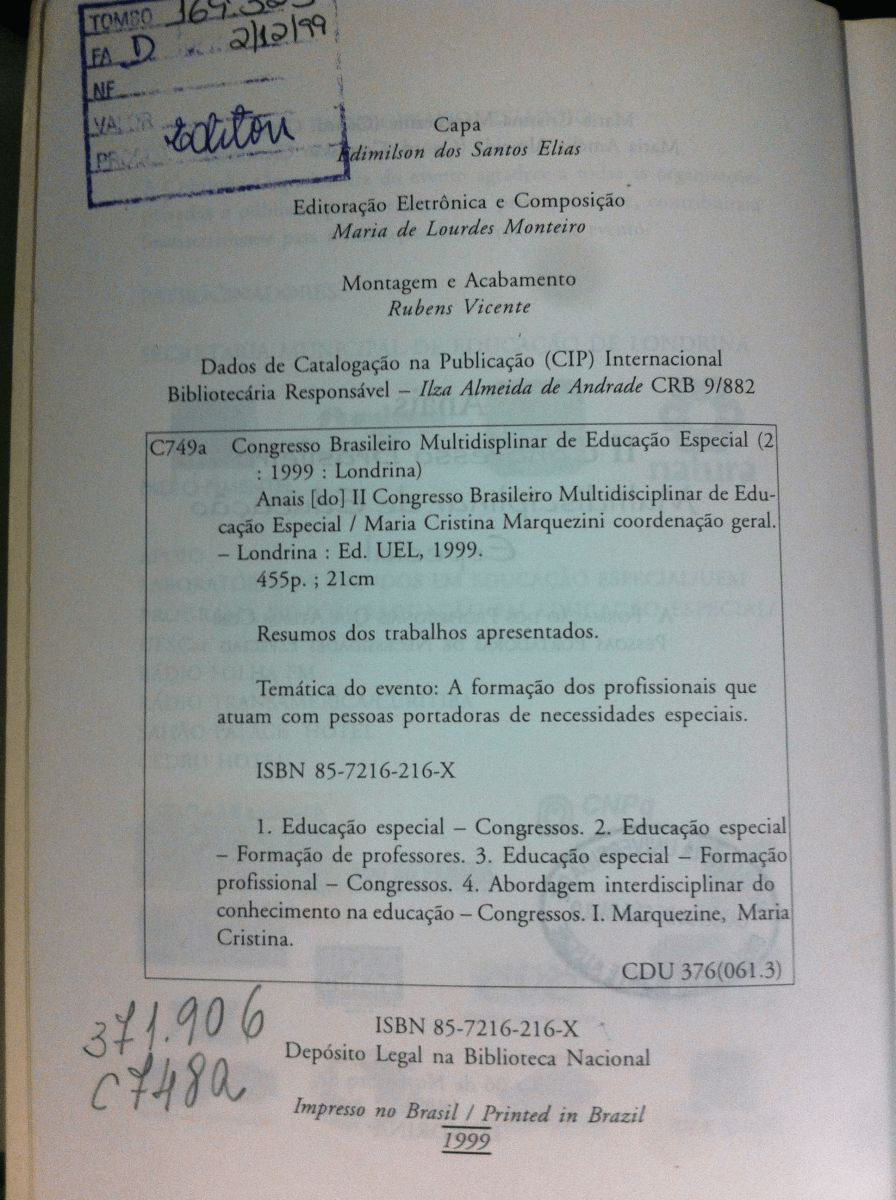 TOMBO 169.
FA D 2/12/99
NF
VALOR
Editou
Capa
Edimilson dos Santos Elias
Editoração Eletrônica e Composição
Maria de Lourdes Monteiro
Montagem e Acabamento
Rubens Vicente
Dados de Catalogação na Publicação (CIP) Internacional
Bibliotecária Responsável – Ilza Almeida de Andrade CRB 9/882
C749a Congresso Brasileiro Multidisplinar de Educação Especial (2
: 1999 : Londrina)
Anais [do] II Congresso Brasileiro Multidisciplinar de Edu-
cação Especial / Maria Cristina Marquezini coordenação geral.
– Londrina : Ed. UEL, 1999.
455p. ; 21cm
Resumos dos trabalhos apresentados.
Temática do evento: A formação dos profissionais que
atuam com pessoas portadoras de necessidades especiais.
ISBN 85-7216-216-X
1. Educação especial – Congressos. 2. Educação especial
– Formação de professores. 3. Educação especial – Formação
profissional – Congressos. 4. Abordagem interdisciplinar do
conhecimento na educação – Congressos. I. Marquezine, Maria
Cristina.
CDU 376(061.3)
371.906
C748a
ISBN 85-7216-216-X
Depósito Legal na Biblioteca Nacional
Impresso no Brasil / Printed in Brazil
1999